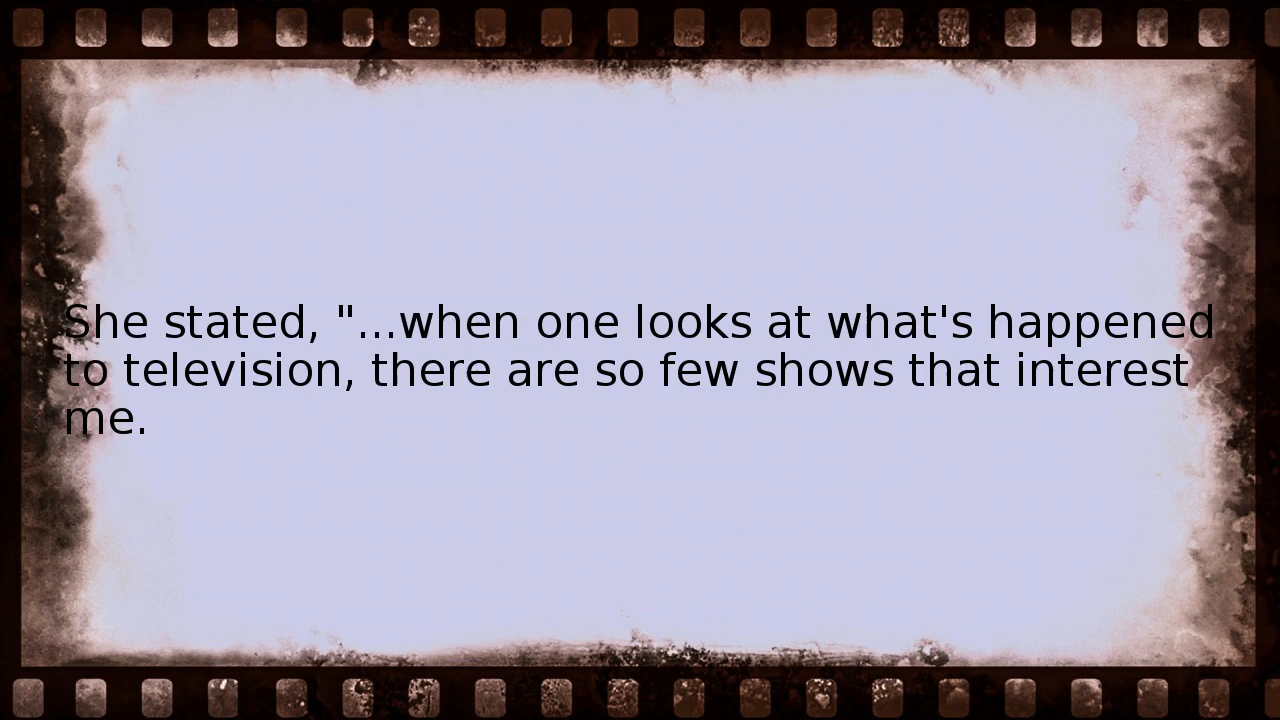 She stated, "...when one looks at what's happened
to television, there are so few shows that interest
me.